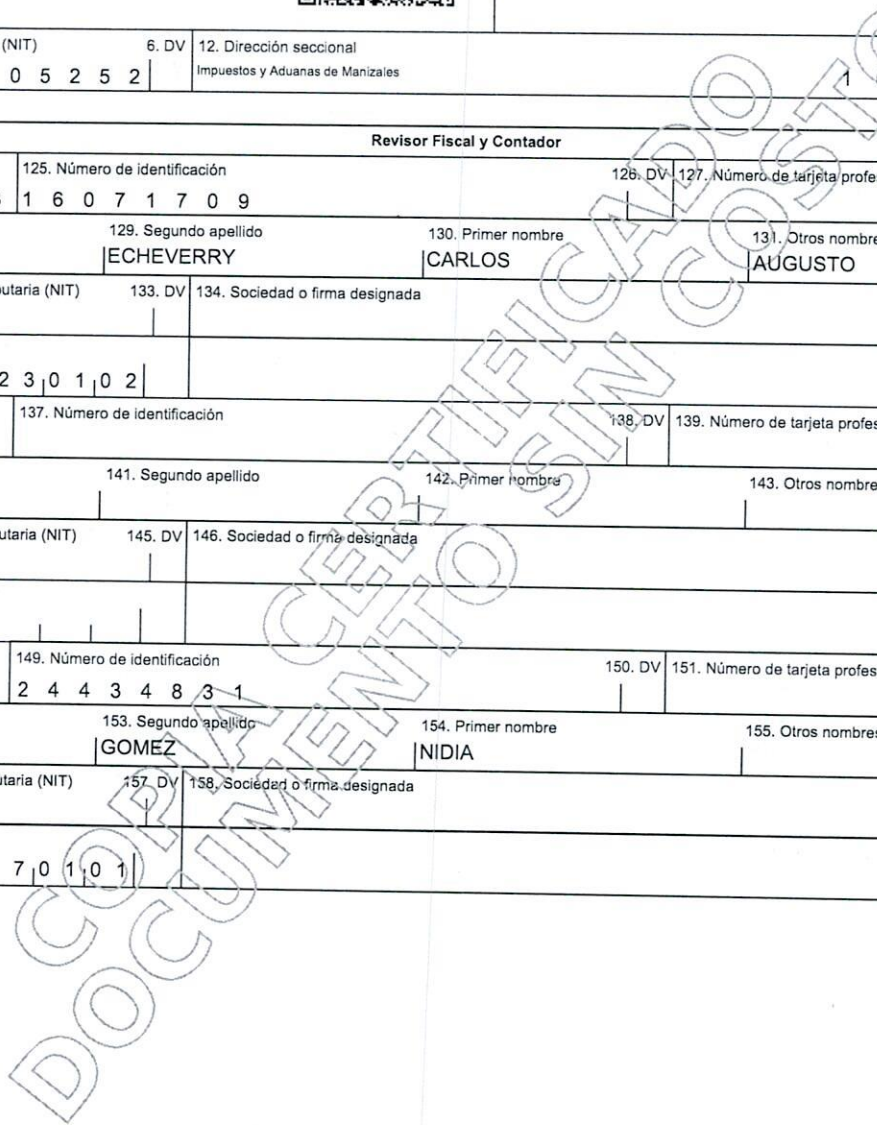 (NIT) 6. DV 12. Dirección seccional
0 5 2 5 2 Impuestos y Aduanas de Manizales 1
Revisor Fiscal y Contador
125. Número de identificación 126. DV 127. Número de tarjeta profes
1 6 0 7 1 7 0 9
129. Segundo apellido 130. Primer nombre 131. Otros nombre
ECHEVERRY CARLOS AUGUSTO
outaria (NIT) 133. DV 134. Sociedad o firma designada
2 3 0 1 0 2
137. Número de identificación 138. DV 139. Número de tarjeta profes
141. Segundo apellido 142. Primer nombre 143. Otros nombre
utaria (NIT) 145. DV 146. Sociedad o firma designada
149. Número de identificación 150. DV 151. Número de tarjeta profes
2 4 4 3 4 8 3 1
153. Segundo apellido 154. Primer nombre 155. Otros nombres
GOMEZ NIDIA
utaria (NIT) 157. DV 158. Sociedad o firma designada
7 0 1 0 1
COPIA CERTIFICADO
DOCUMENTO SIN COSTO